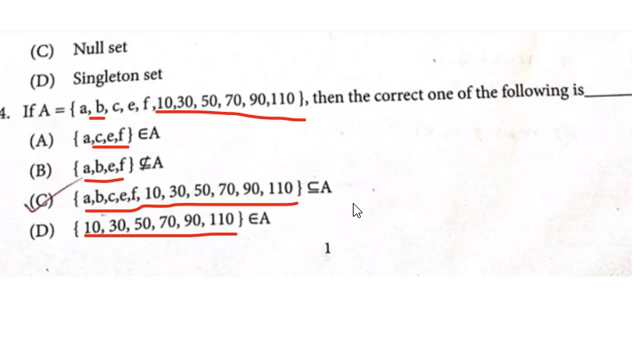 (C) Null set
(D) Singleton set
4. If A = { a, b, c, e, f ,10,30, 50, 70, 90,110 }, then the correct one of the following is____
(A) { a,c,e,f } ∈A
(B) { a,b,e,f } ⊈A
(C) { a,b,c,e,f, 10, 30, 50, 70, 90, 110 } ⊆A
(D) { 10, 30, 50, 70, 90, 110 } ∈A
1